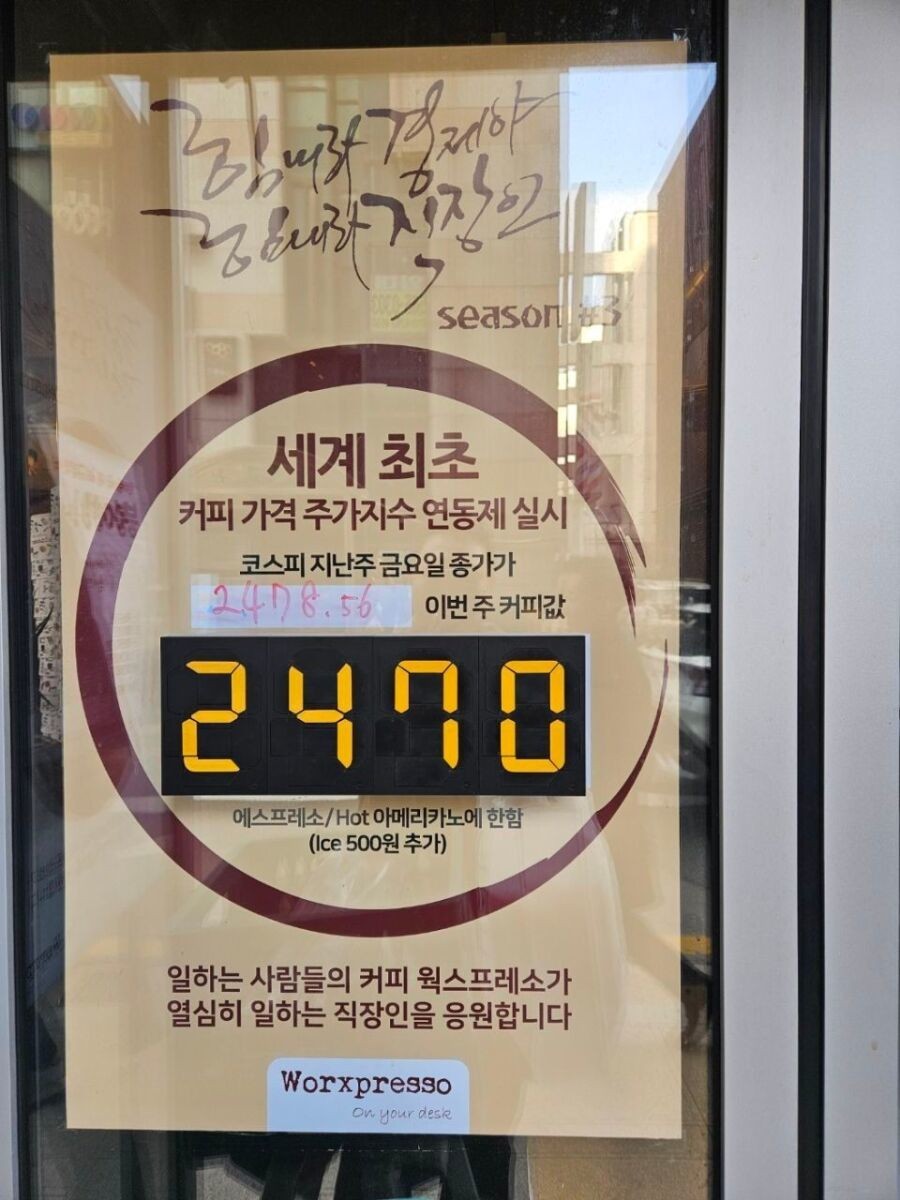 힘내라 경제야
힘내라 직장인
season #3
세계 최초
커피 가격 주가지수 연동제 실시
코스피 지난주 금요일 종가가
2478.56 이번 주 커피값
2470
에스프레소/Hot 아메리카노에 한함
(Ice 500원 추가)
일하는 사람들의 커피 웍스프레소가
열심히 일하는 직장인을 응원합니다
Worxpresso
On your desk